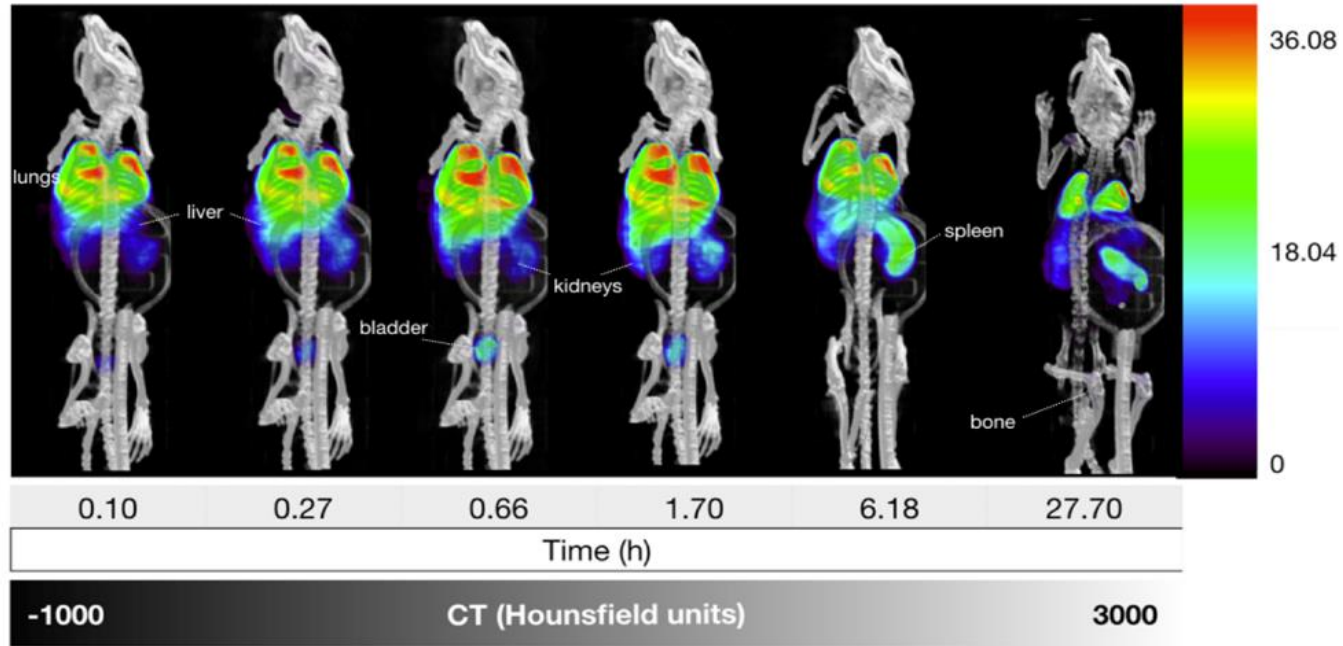 36.08
lungs
liver
spleen
18.04
kidneys
bladder
bone
0
0.10 0.27 0.66 1.70 6.18 27.70
Time (h)
-1000 CT (Hounsfield units) 3000